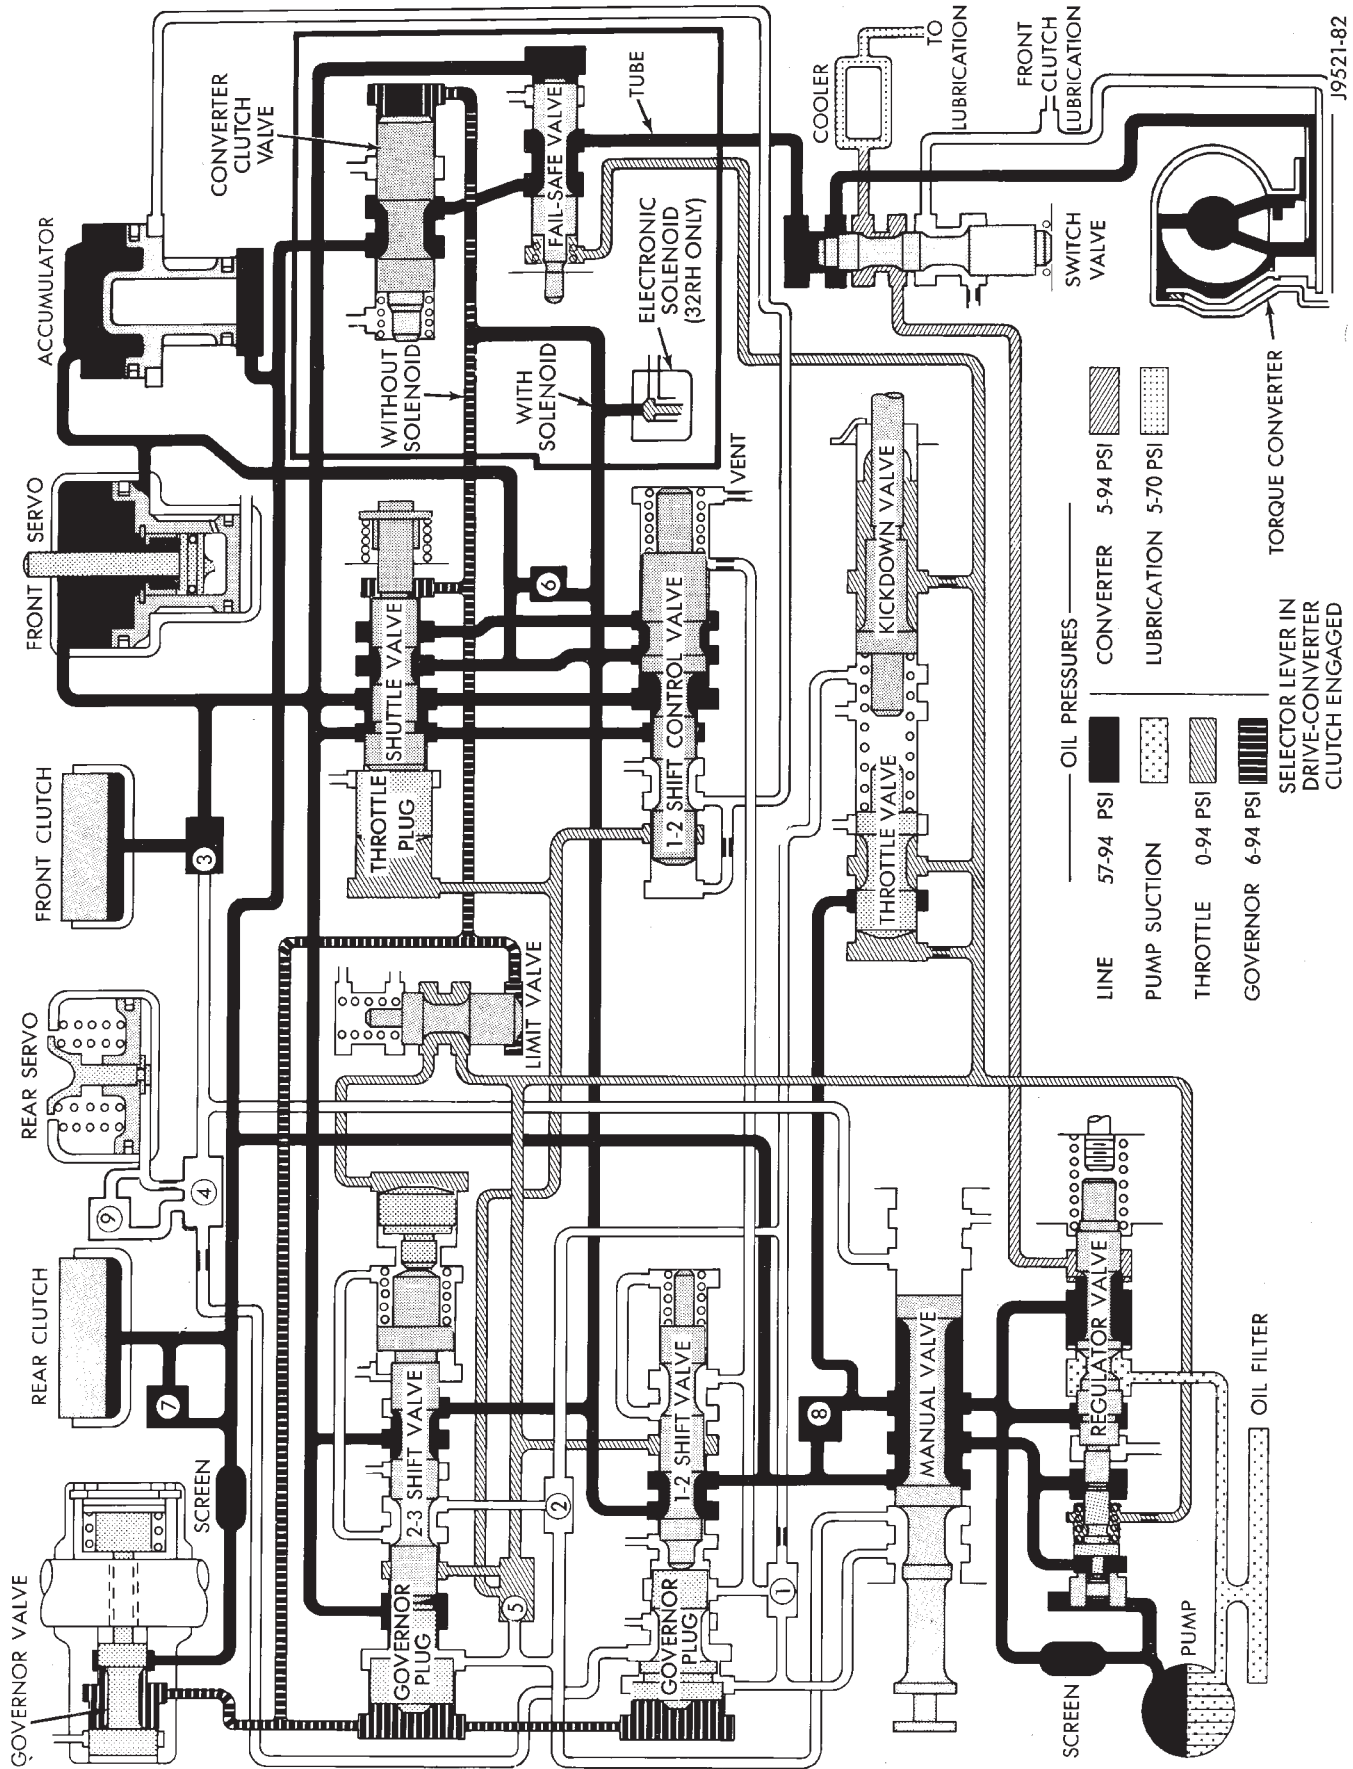 GOVERNOR VALVE
REAR CLUTCH
REAR SERVO
FRONT CLUTCH
FRONT SERVO
ACCUMULATOR
SCREEN
7
9
4
3
CONVERTER
CLUTCH
VALVE
GOVERNOR
PLUG
2-3 SHIFT VALVE
LIMIT VALVE
THROTTLE
PLUG
SHUTTLE VALVE
WITHOUT
SOLENOID
WITH
SOLENOID
FAIL-SAFE VALVE
TUBE
ELECTRONIC
SOLENOID
(32RH ONLY)
5
2
6
GOVERNOR
PLUG
1-2 SHIFT VALVE
1-2 SHIFT CONTROL VALVE
VENT
1
8
COOLER
TO
LUBRICATION
FRONT
CLUTCH
LUBRICATION
MANUAL VALVE
THROTTLE VALVE
KICKDOWN VALVE
SWITCH
VALVE
SCREEN
PUMP
REGULATOR VALVE
OIL FILTER
OIL PRESSURES
LINE 57-94 PSI
PUMP SUCTION
THROTTLE 0-94 PSI
GOVERNOR 6-94 PSI
CONVERTER 5-94 PSI
LUBRICATION 5-70 PSI
TORQUE CONVERTER
SELECTOR LEVER IN
DRIVE-CONVERTER
CLUTCH ENGAGED
J9521-82